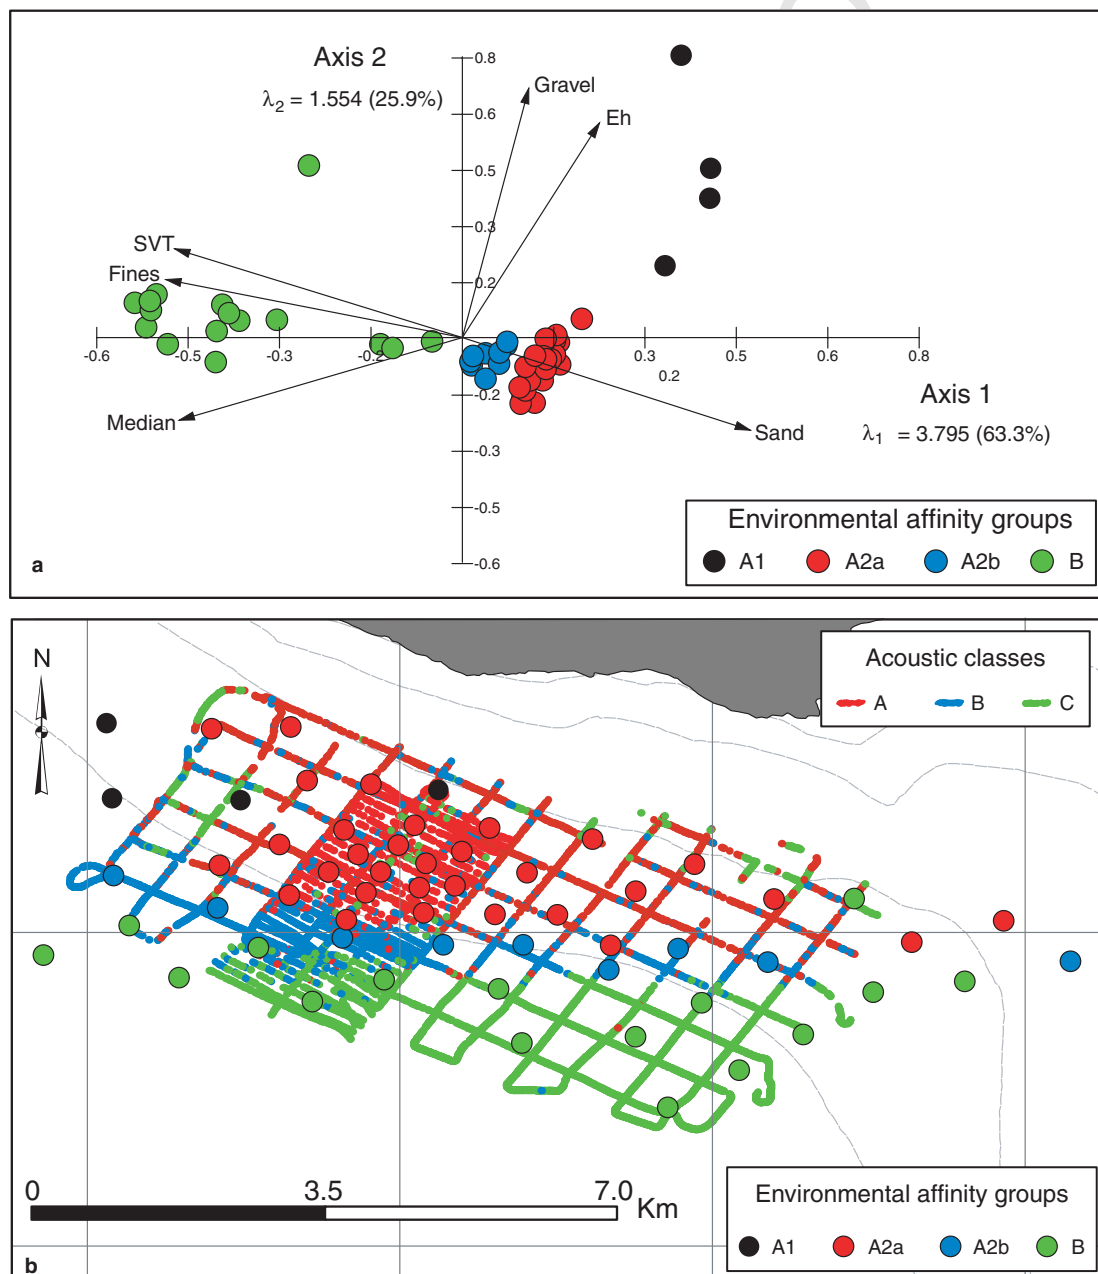 Axis 2
λ2 = 1.554 (25.9%)
0.8
Gravel
0.6
Eh
0.5
0.3
SVT
Fines
0.2
-0.6
-0.5
-0.3
-0.2
0.3
0.5
0.6
0.8
0.2
-0.2
Axis 1
Median
Sand
λ1 = 3.795 (63.3%)
-0.3
-0.5
-0.6
Environmental affinity groups
A1 A2a A2b B
a
N
Acoustic classes
A B C
0 3.5 7.0 Km
Environmental affinity groups
A1 A2a A2b B
b